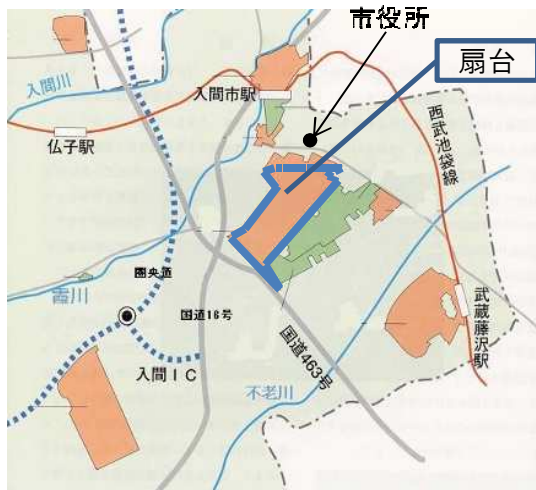 市役所
扇台
入間川
入間市駅
仏子駅
西武池袋線
圏央道
霞川
国道16号
武蔵藤沢駅
入間IC
国道463号
不老川